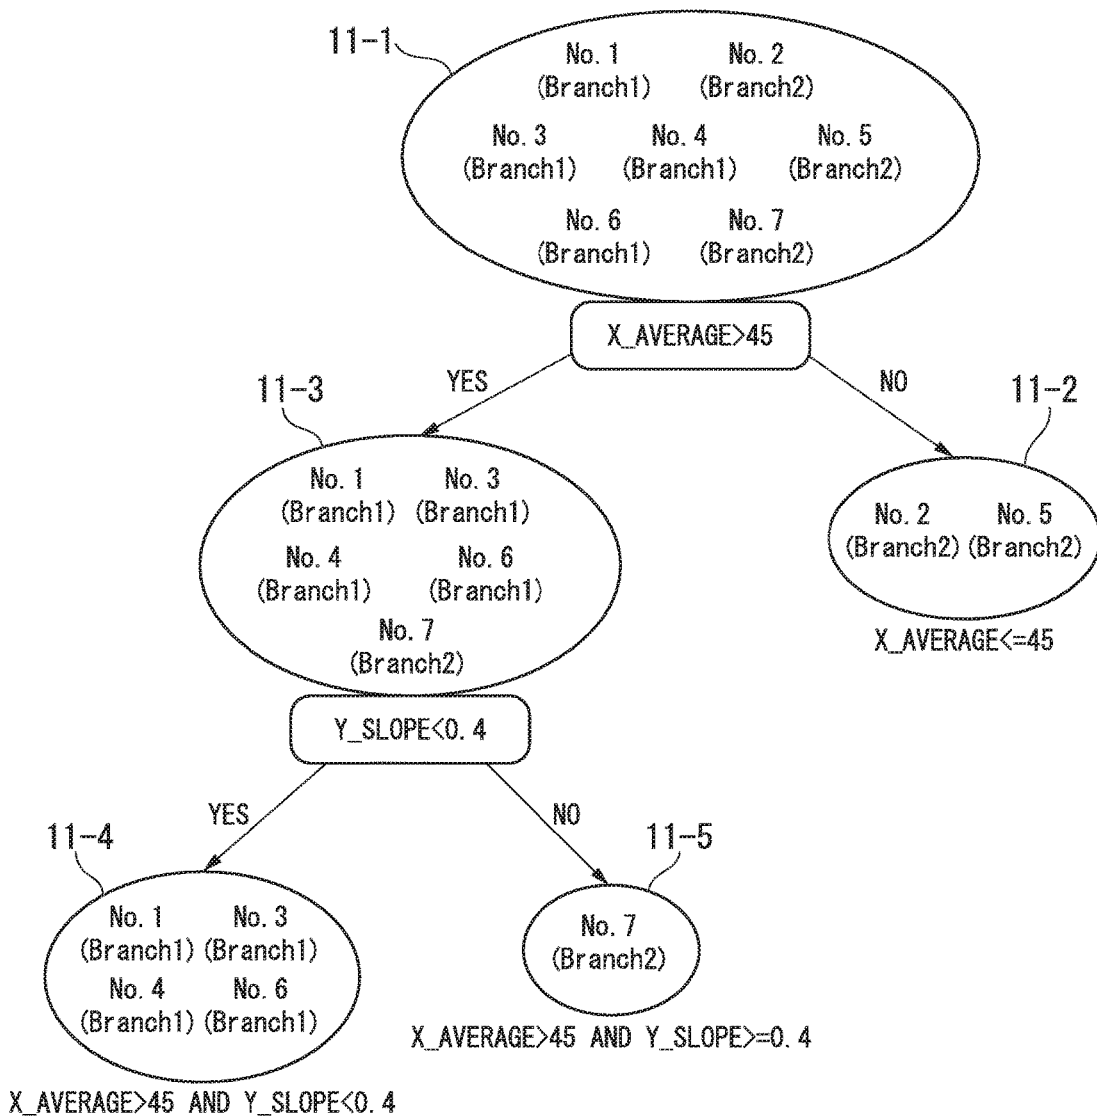 11-1
No. 1 No. 2
(Branch1) (Branch2)
No. 3 No. 4 No. 5
(Branch1) (Branch1) (Branch2)
No. 6 No. 7
(Branch1) (Branch2)
X_AVERAGE>45
YES NO
11-3 11-2
No. 1 No. 3
(Branch1) (Branch1)
No. 4 No. 6
(Branch1) (Branch1)
No. 7
(Branch2)
No. 2 No. 5
(Branch2) (Branch2)
X_AVERAGE<=45
Y_SLOPE<0.4
YES NO
11-4 11-5
No. 1 No. 3
(Branch1) (Branch1)
No. 4 No. 6
(Branch1) (Branch1)
No. 7
(Branch2)
X_AVERAGE>45 AND Y_SLOPE>=0.4
X_AVERAGE>45 AND Y_SLOPE<0.4